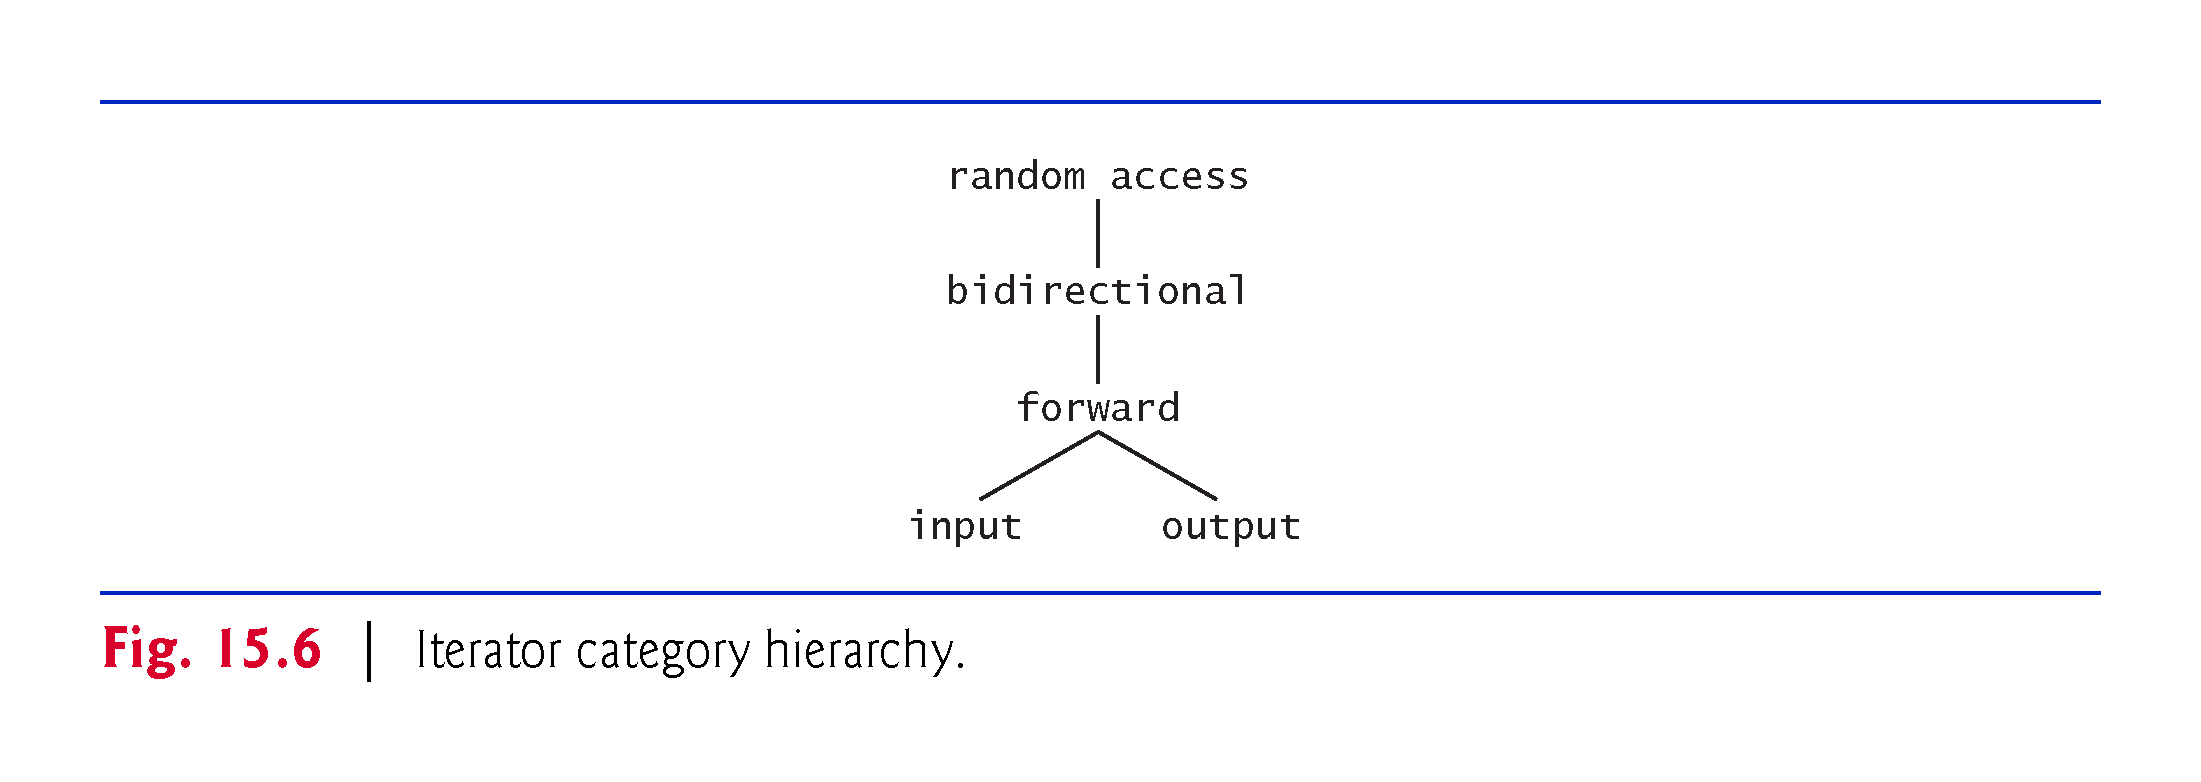 random access
bidirectional
forward
input output
Fig. 15.6 | Iterator category hierarchy.